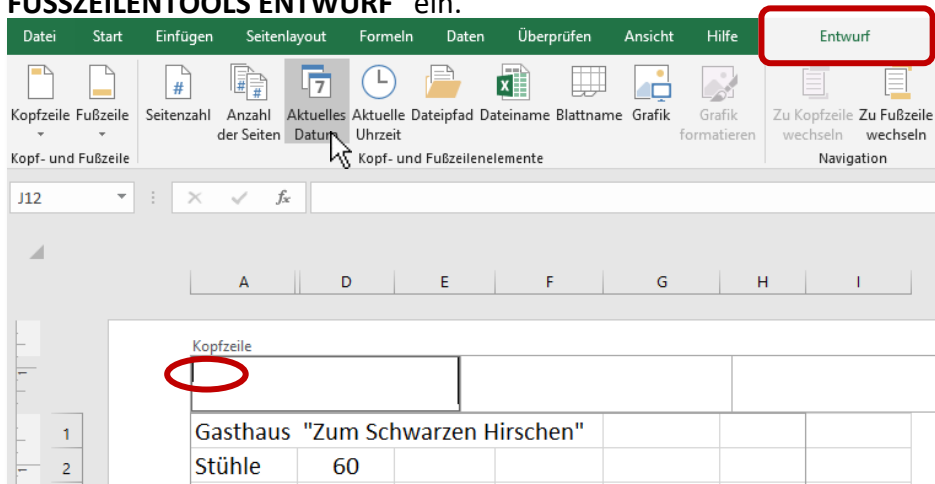 FUSSZEILENTOOLS ENTWURF" ein.
Datei Start Einfügen Seitenlayout Formeln Daten Überprüfen Ansicht Hilfe Entwurf
# # # 7
Kopfzeile Fußzeile Seitenzahl Anzahl Aktuelles Aktuelle Dateipfad Dateiname Blattname Grafik Grafik Zu Kopfzeile Zu Fußzeile
der Seiten Datum Uhrzeit formatieren wechseln wechseln
Kopf- und Fußzeile Kopf- und Fußzeilenelemente Navigation
J12 fx
A D E F G H I
Kopfzeile
1 Gasthaus "Zum Schwarzen Hirschen"
2 Stühle 60